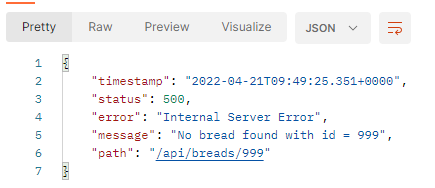 Pretty Raw Preview Visualize JSON
1 {
2 "timestamp": "2022-04-21T09:49:25.351+0000",
3 "status": 500,
4 "error": "Internal Server Error",
5 "message": "No bread found with id = 999",
6 "path": "/api/breads/999"
7 }